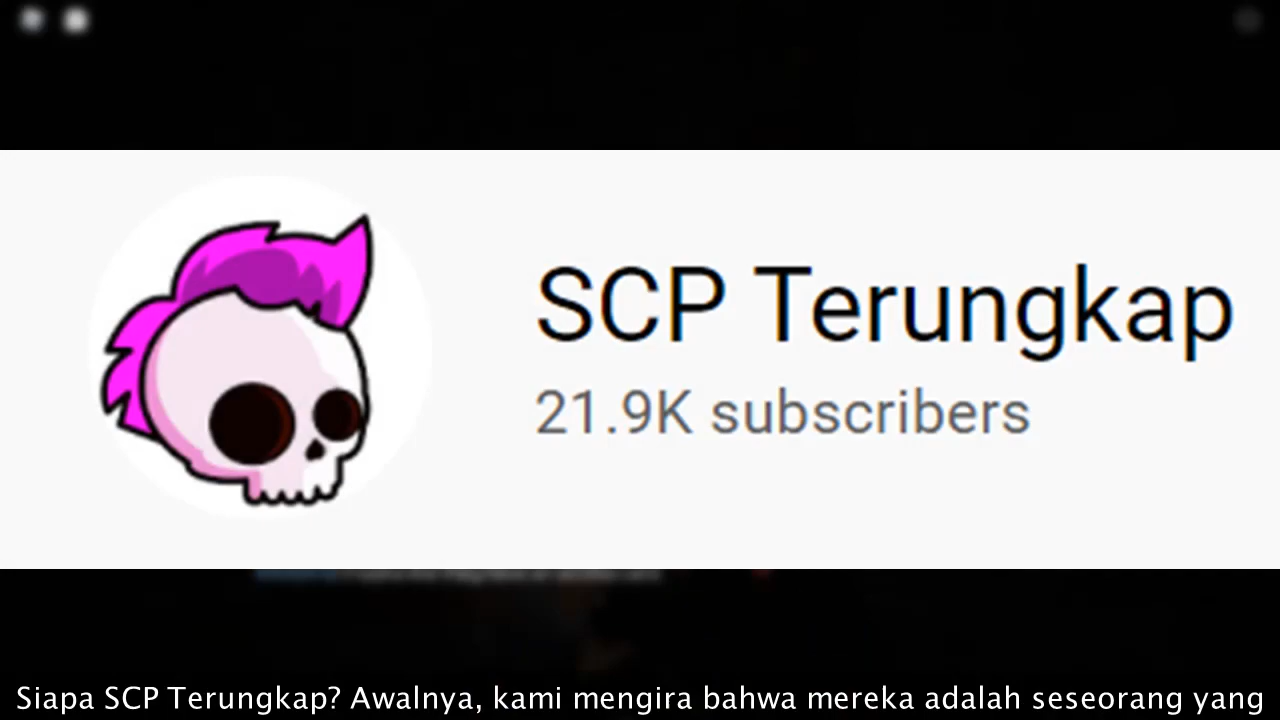 SCP Terungkap
21.9K subscribers
Siapa SCP Terungkap? Awalnya, kami mengira bahwa mereka adalah seseorang yang